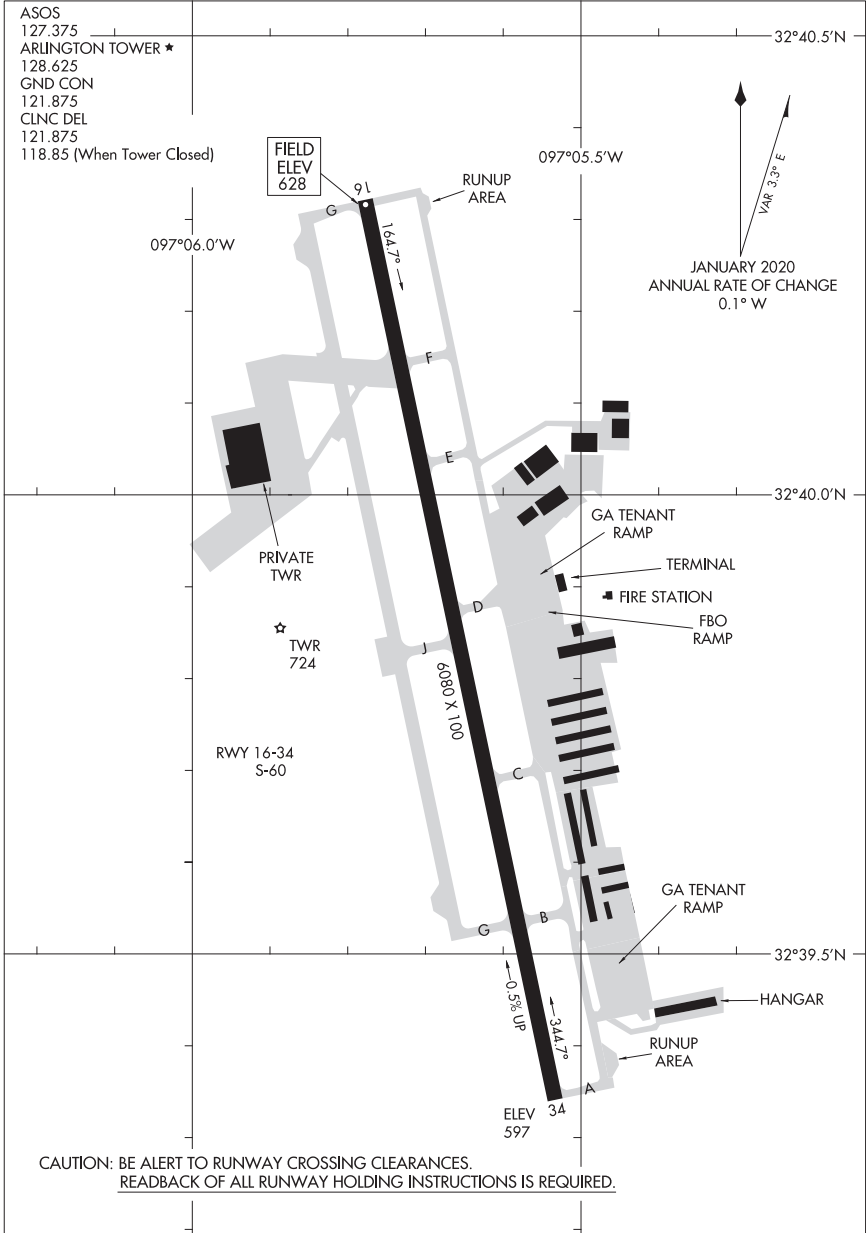 ASOS
127.375
ARLINGTON TOWER ★
128.625
GND CON
121.875
CLNC DEL
121.875
118.85 (When Tower Closed)
32°40.5'N
FIELD
ELEV
628
16
G
RUNUP
AREA
097°05.5'W
VAR 3.3° E
097°06.0'W
164.7°
JANUARY 2020
ANNUAL RATE OF CHANGE
0.1° W
F
E
32°40.0'N
GA TENANT
RAMP
PRIVATE
TWR
TERMINAL
FIRE STATION
D
FBO
RAMP
TWR
724
J
6080 X 100
RWY 16-34
S-60
C
GA TENANT
RAMP
B
G
32°39.5'N
0.5% UP
344.7°
HANGAR
RUNUP
AREA
A
ELEV
597
34
CAUTION: BE ALERT TO RUNWAY CROSSING CLEARANCES.
READBACK OF ALL RUNWAY HOLDING INSTRUCTIONS IS REQUIRED.